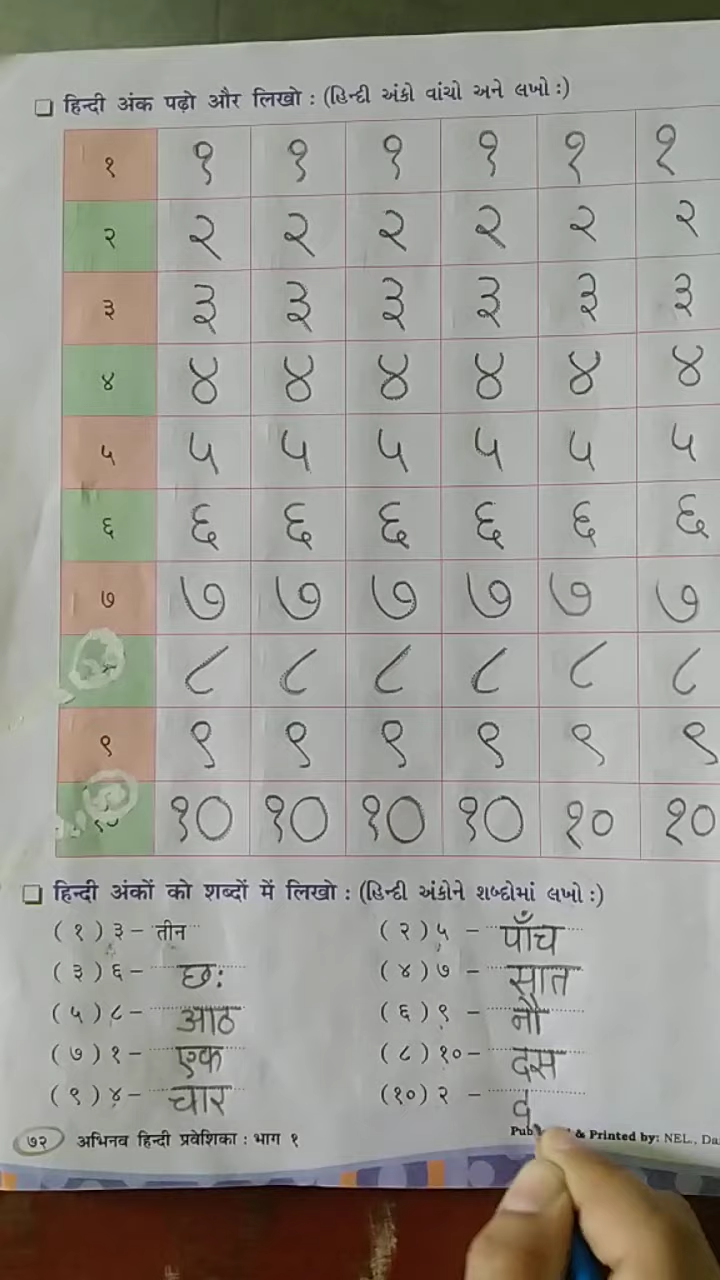 हिन्दी अंक पढ़ो और लिखो : (હિન્દી અંકો વાંચો અને લખો :)
१ १ १ १ १ १ १
२ २ २ २ २ २ २
३ ३ ३ ३ ३ ३ ३
४ ४ ४ ४ ४ ४ ४
५ ५ ५ ५ ५ ५ ५
६ ६ ६ ६ ६ ६ ६
७ ७ ७ ७ ७ ७ ७
८ ८ ८ ८ ८ ८
९ ९ ९ ९ ९ ९ ९
१० १० १० १० १० १० १०
हिन्दी अंकों को शब्दों में लिखो : (હિન્દી અંકોને શબ્દોમાં લખો :)
(१) ३ – तीन (२) ५ – पाँच
(३) ६ – छः (४) ७ – सात
(५) ८ – आठ (६) ९ – नौ
(७) १ – एक (८) १० – दस
(९) ४ – चार (१०) २ – द
७२ अभिनव हिन्दी प्रवेशिका : भाग १ & Printed by: NEL.,